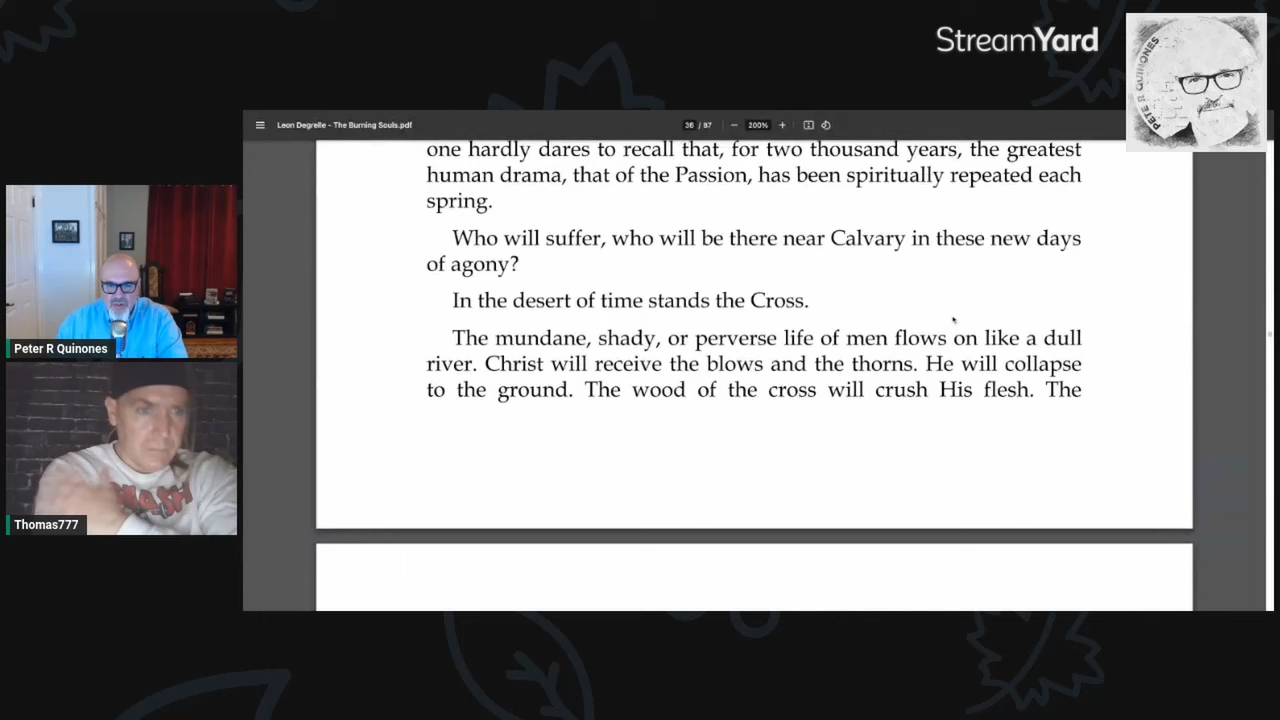 StreamYard
PETER R QUINONES
Leon Degrelle - The Burning Souls.pdf
36 / 87
200%
one hardly dares to recall that, for two thousand years, the greatest
human drama, that of the Passion, has been spiritually repeated each
spring.
Who will suffer, who will be there near Calvary in these new days
of agony?
In the desert of time stands the Cross.
The mundane, shady, or perverse life of men flows on like a dull
river. Christ will receive the blows and the thorns. He will collapse
to the ground. The wood of the cross will crush His flesh. The
Peter R Quinones
Thomas777